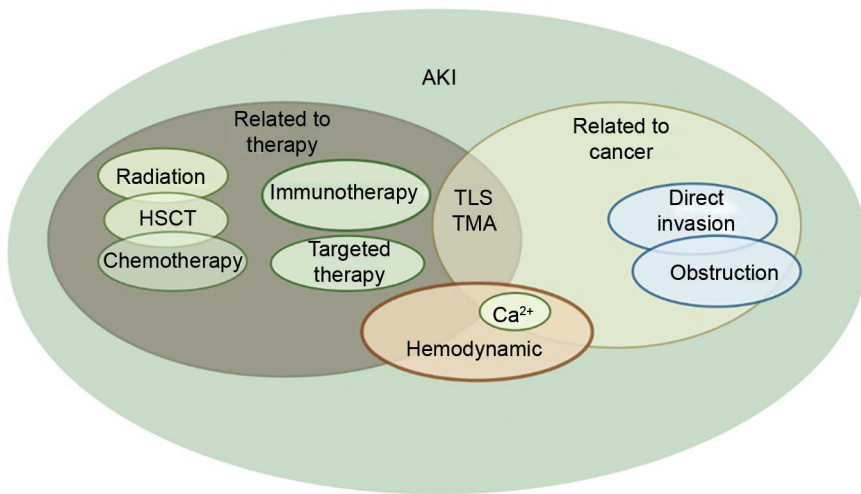 AKI
Related to
therapy
Radiation
HSCT
Chemotherapy
Immunotherapy
Targeted
therapy
TLS
TMA
Related to
cancer
Direct
invasion
Obstruction
Ca²⁺
Hemodynamic